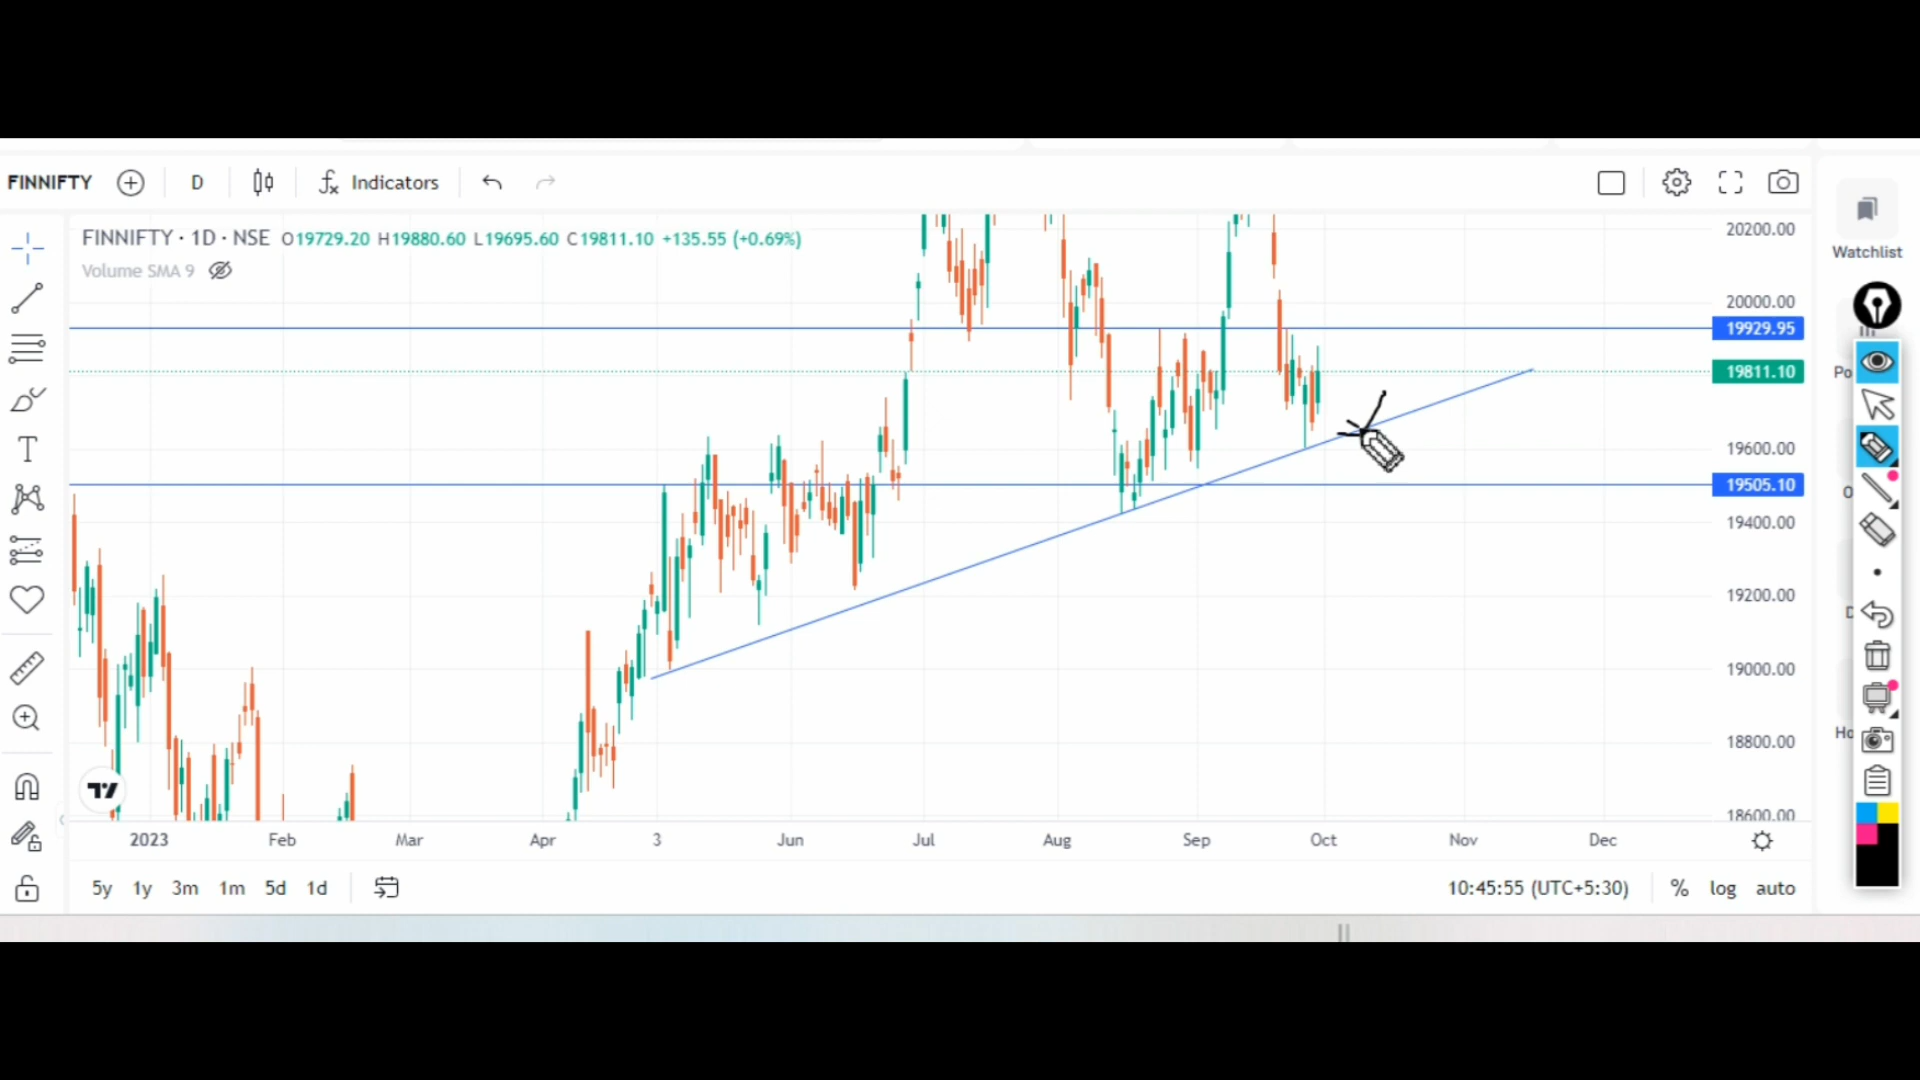 FINNIFTY D Indicators
FINNIFTY · 1D · NSE O19729.20 H19880.60 L19695.60 C19811.10 +135.55 (+0.69%)
Volume SMA 9
Watchlist
20200.00
20000.00
19929.95
19811.10
Po
19600.00
19505.10
O
19400.00
19200.00
D
19000.00
18800.00
Ho
18600.00
2023 Feb Mar Apr 3 Jun Jul Aug Sep Oct Nov Dec
5y 1y 3m 1m 5d 1d 10:45:55 (UTC+5:30) % log auto